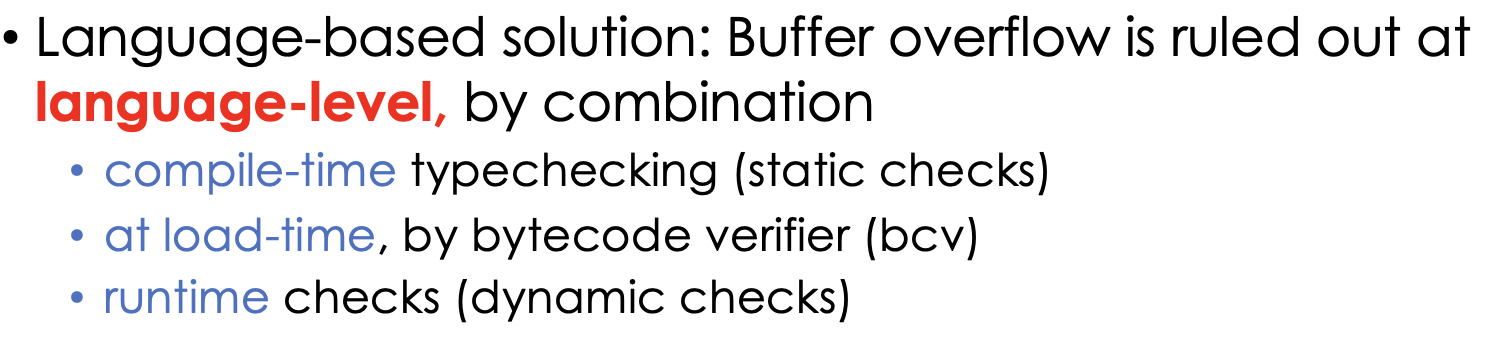 • Language-based solution: Buffer overflow is ruled out at
language-level, by combination
• compile-time typechecking (static checks)
• at load-time, by bytecode verifier (bcv)
• runtime checks (dynamic checks)